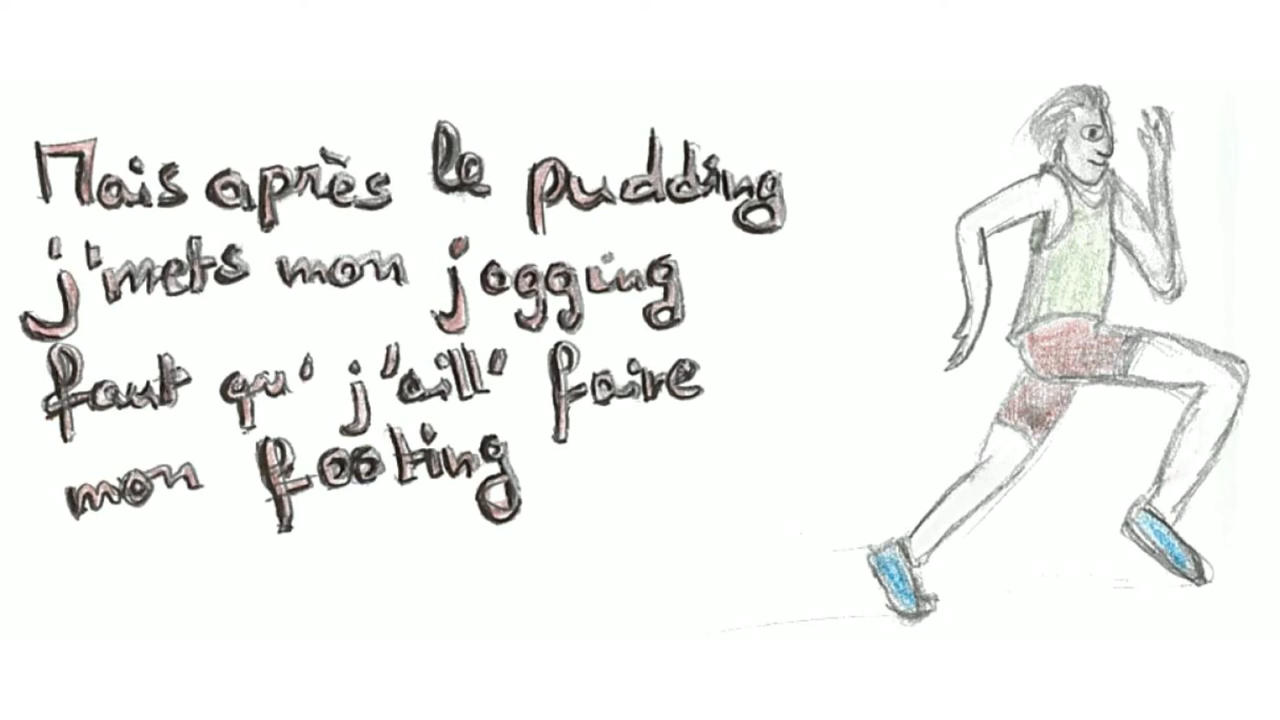 Mais après le pudding
j'mets mon jogging
faut qu' j'aill' faire
mon footing